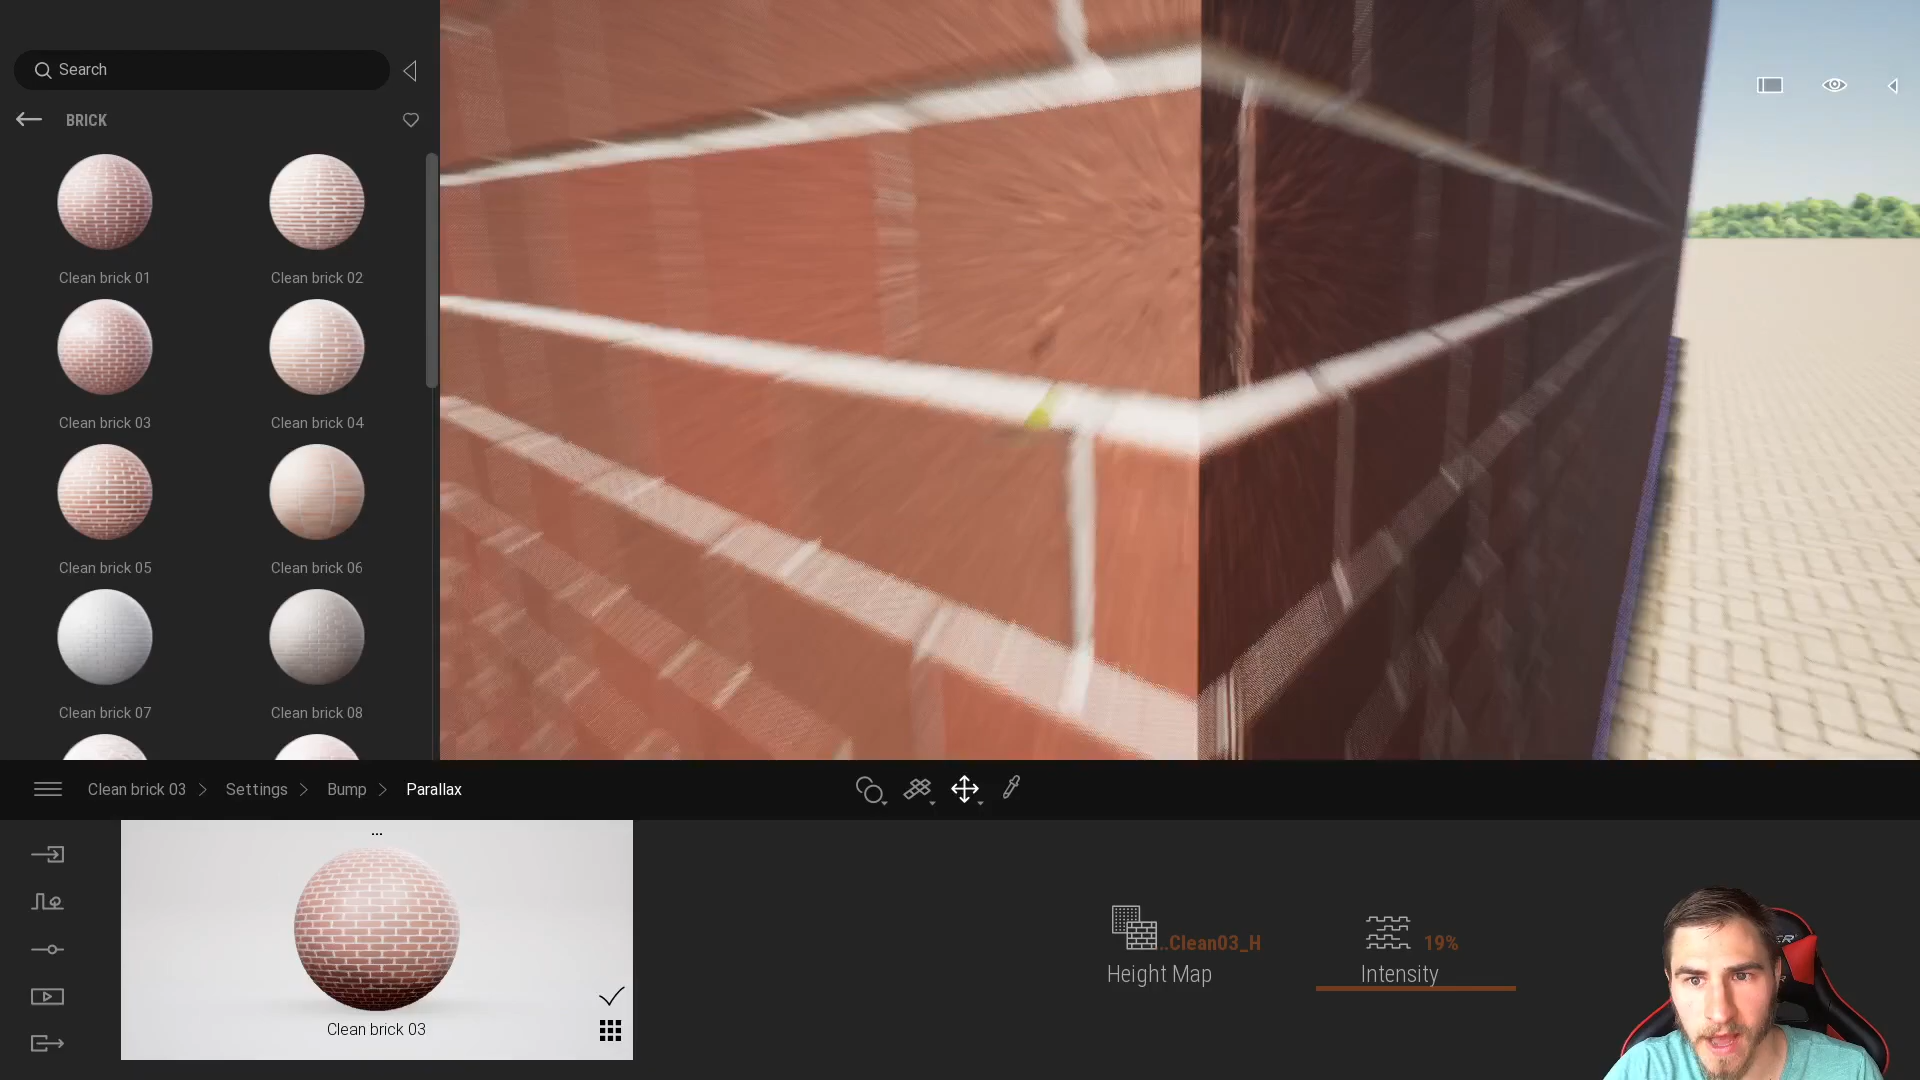 Search
BRICK
Clean brick 01
Clean brick 02
Clean brick 03
Clean brick 04
Clean brick 05
Clean brick 06
Clean brick 07
Clean brick 08
Clean brick 03
Settings
Bump
Parallax
...
Clean brick 03
..Clean03_H
Height Map
19%
Intensity